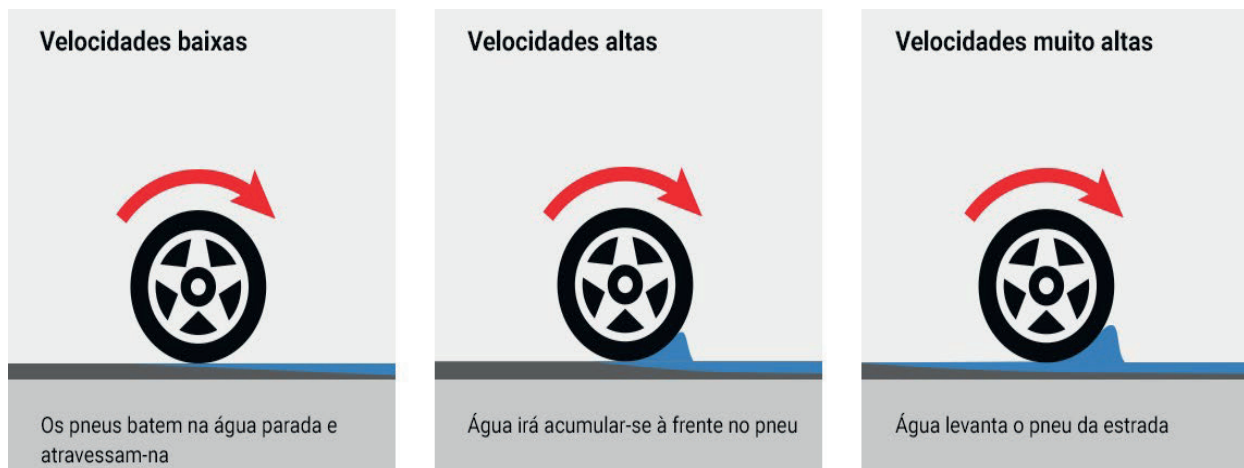 Velocidades baixas
Os pneus batem na água parada e
atravessam-na
Velocidades altas
Água irá acumular-se à frente no pneu
Velocidades muito altas
Água levanta o pneu da estrada